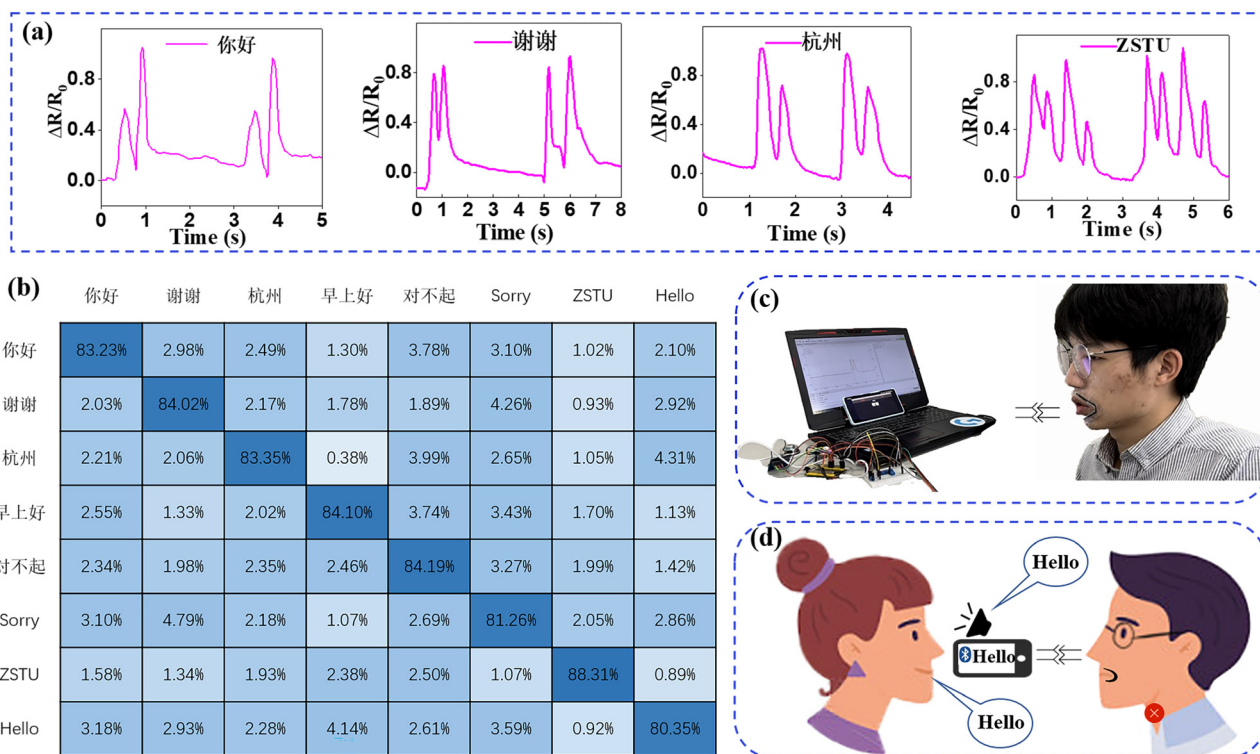 (a)
你好
ΔR/R₀
0.8
0.4
0.0
0 1 2 3 4 5
Time (s)
谢谢
ΔR/R₀
0.8
0.4
0.0
0 1 2 3 4 5 6 7 8
Time (s)
杭州
ΔR/R₀
0.8
0.4
0.0
0 1 2 3 4
Time (s)
ZSTU
ΔR/R₀
0.8
0.4
0.0
0 1 2 3 4 5 6
Time (s)
(b)
你好 谢谢 杭州 早上好 对不起 Sorry ZSTU Hello
你好 83.23% 2.98% 2.49% 1.30% 3.78% 3.10% 1.02% 2.10%
谢谢 2.03% 84.02% 2.17% 1.78% 1.89% 4.26% 0.93% 2.92%
杭州 2.21% 2.06% 83.35% 0.38% 3.99% 2.65% 1.05% 4.31%
早上好 2.55% 1.33% 2.02% 84.10% 3.74% 3.43% 1.70% 1.13%
对不起 2.34% 1.98% 2.35% 2.46% 84.19% 3.27% 1.99% 1.42%
Sorry 3.10% 4.79% 2.18% 1.07% 2.69% 81.26% 2.05% 2.86%
ZSTU 1.58% 1.34% 1.93% 2.38% 2.50% 1.07% 88.31% 0.89%
Hello 3.18% 2.93% 2.28% 4.14% 2.61% 3.59% 0.92% 80.35%
(c)
(d)
Hello
Hello
Hello